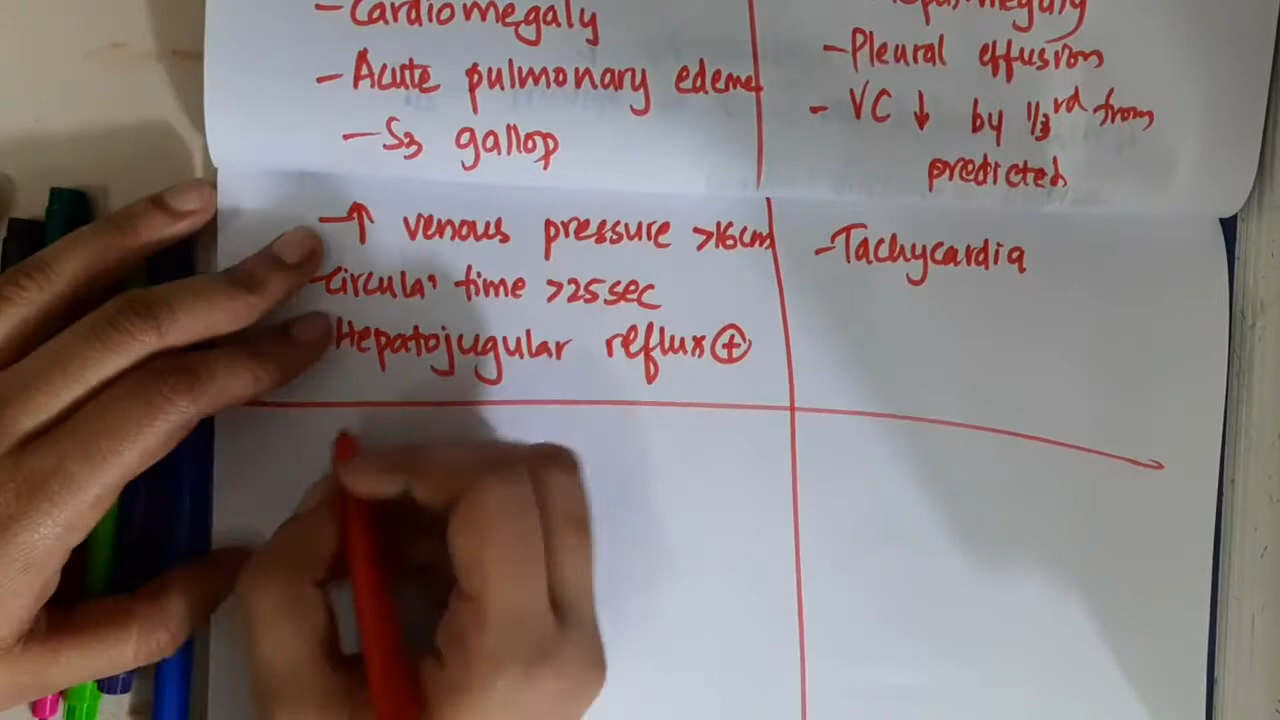 -Cardiomegaly
-Acute pulmonary edeme
-S3 gallop
-↑ venous pressure >16cm
-Circula' time >25sec
Hepatojugular reflux ⊕
-Pleural effusion
- VC ↓ by 1/3rd from
predicted
-Tachycardia